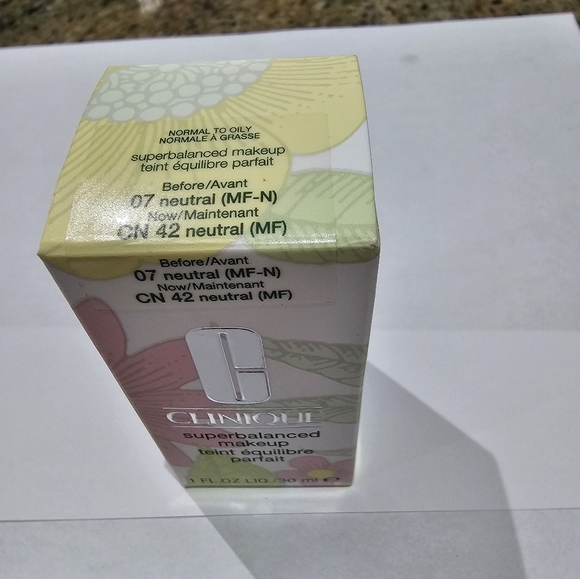 NORMAL TO OILY
NORMALE À GRASSE
superbalanced makeup
teint équilibre parfait
Before/Avant
07 neutral (MF-N)
Now/Maintenant
CN 42 neutral (MF)
Before/Avant
07 neutral (MF-N)
Now/Maintenant
CN 42 neutral (MF)
CLINIQUE
superbalanced
makeup
teint équilibre
parfait
1 FL.OZ LIQ./30 ml e